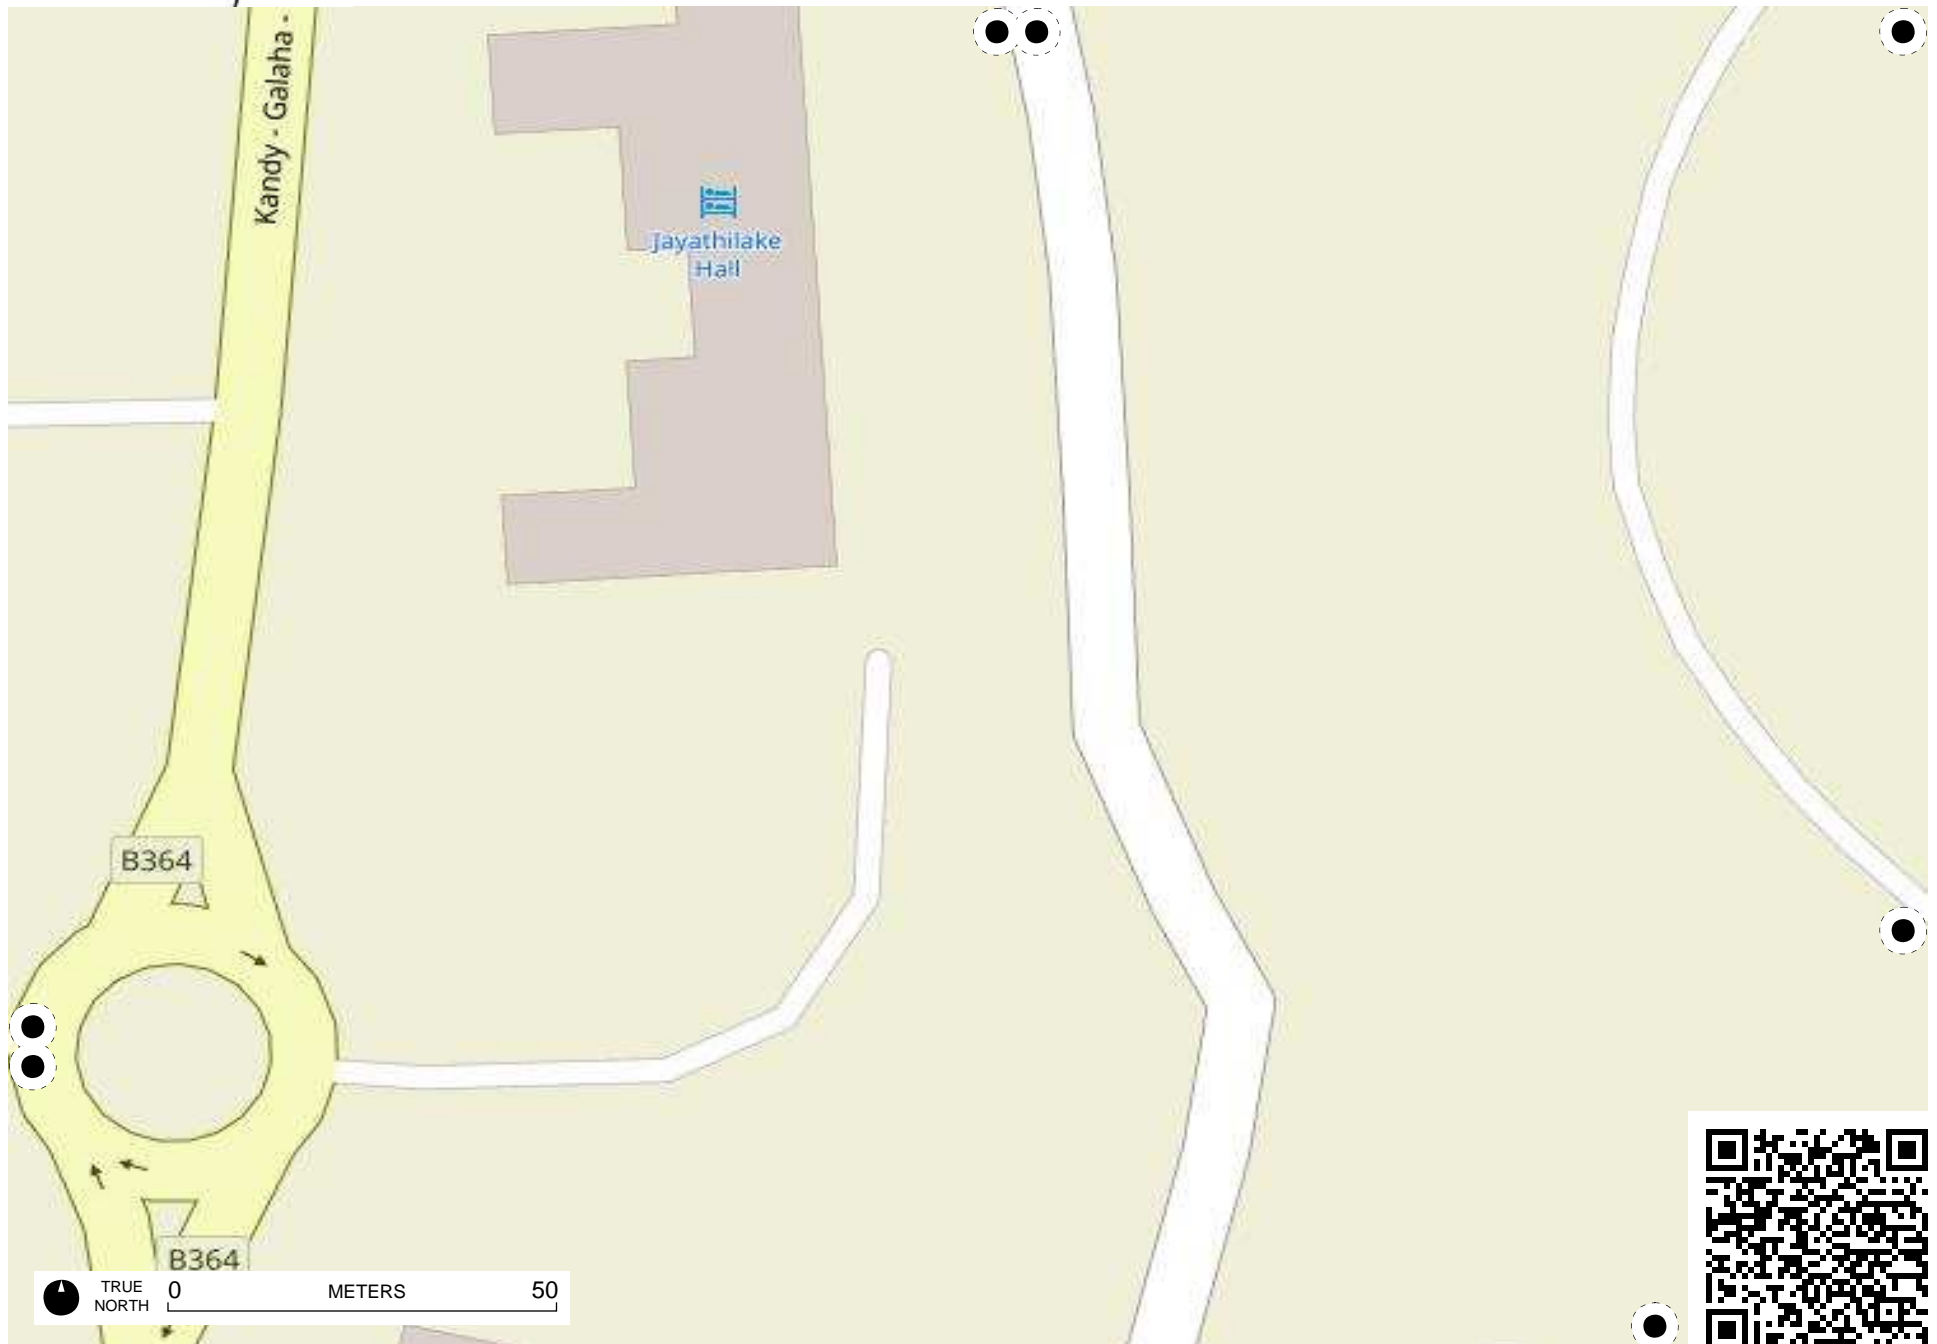 Kandy - Galaha -
Jayathilake
Hall
B364
B364
TRUE
NORTH
0 METERS 50